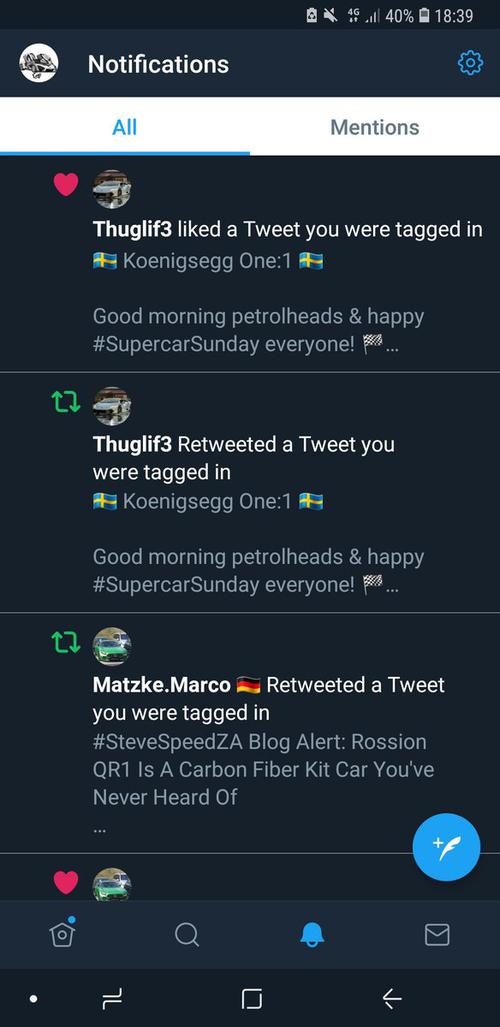 4G 40% 18:39
Notifications
All Mentions
Thuglif3 liked a Tweet you were tagged in
🇸🇪 Koenigsegg One:1 🇸🇪
Good morning petrolheads & happy
#SupercarSunday everyone! 🏁...
Thuglif3 Retweeted a Tweet you
were tagged in
🇸🇪 Koenigsegg One:1 🇸🇪
Good morning petrolheads & happy
#SupercarSunday everyone! 🏁...
Matzke.Marco 🇩🇪 Retweeted a Tweet
you were tagged in
#SteveSpeedZA Blog Alert: Rossion
QR1 Is A Carbon Fiber Kit Car You've
Never Heard Of
...